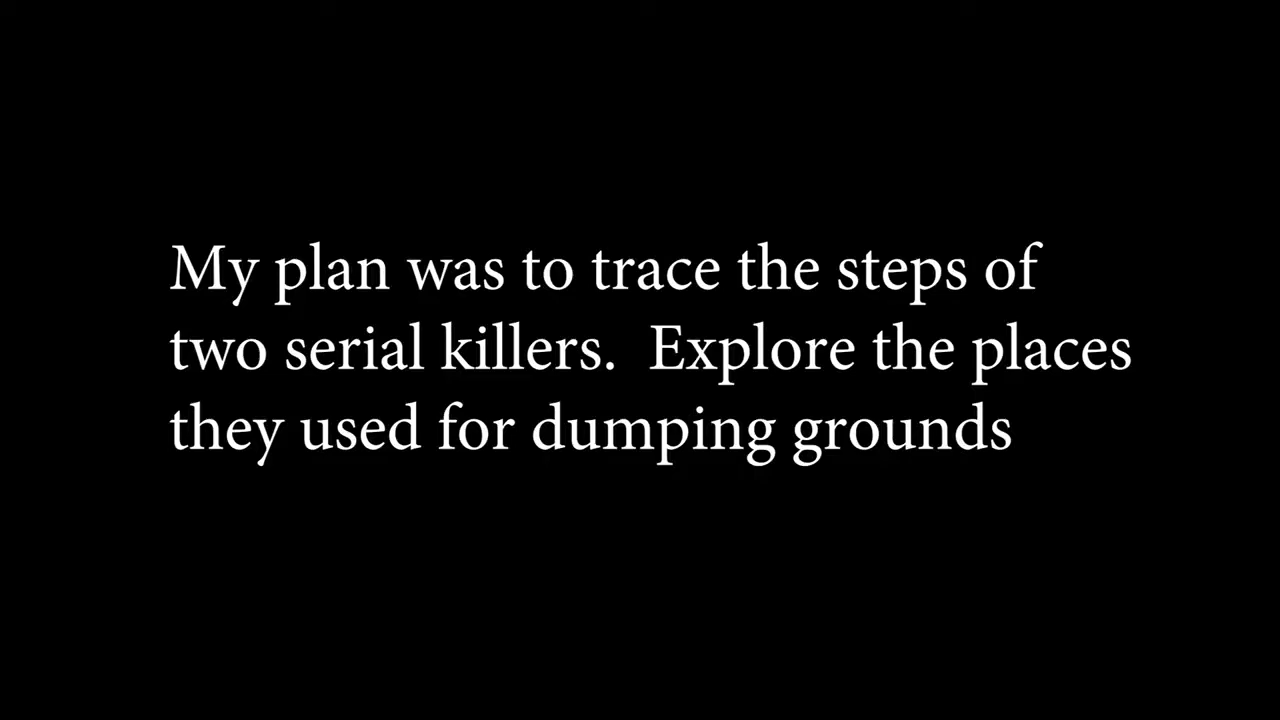 My plan was to trace the steps of
two serial killers.  Explore the places
they used for dumping grounds